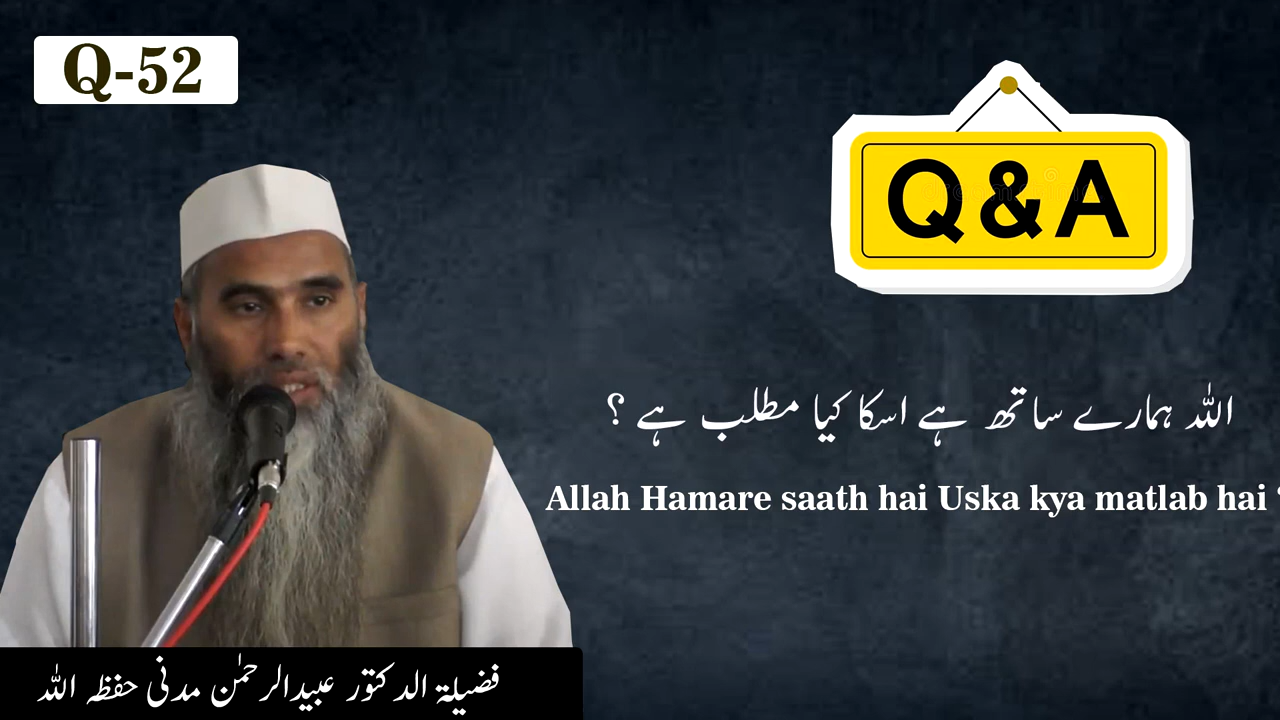 Q-52
Q&A
اللہ ہمارے ساتھ ہے اسکا کیا مطلب ہے ؟
Allah Hamare saath hai Uska kya matlab hai ?
فضیلۃ الدکتور عبیدالرحمٰن مدنی حفظہ اللہ